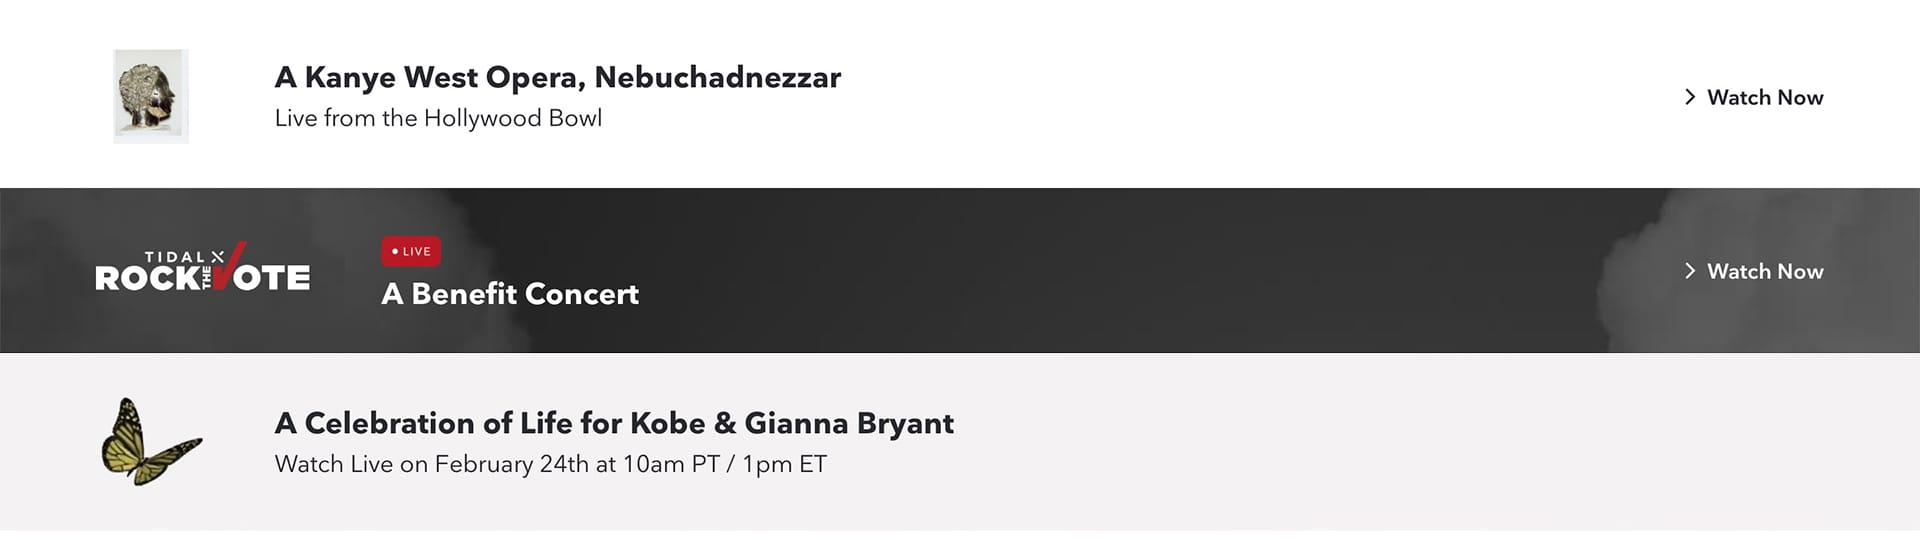 A Kanye West Opera, Nebuchadnezzar
Live from the Hollywood Bowl
Watch Now
TIDAL X
ROCK THE VOTE
LIVE
A Benefit Concert
Watch Now
A Celebration of Life for Kobe & Gianna Bryant
Watch Live on February 24th at 10am PT / 1pm ET